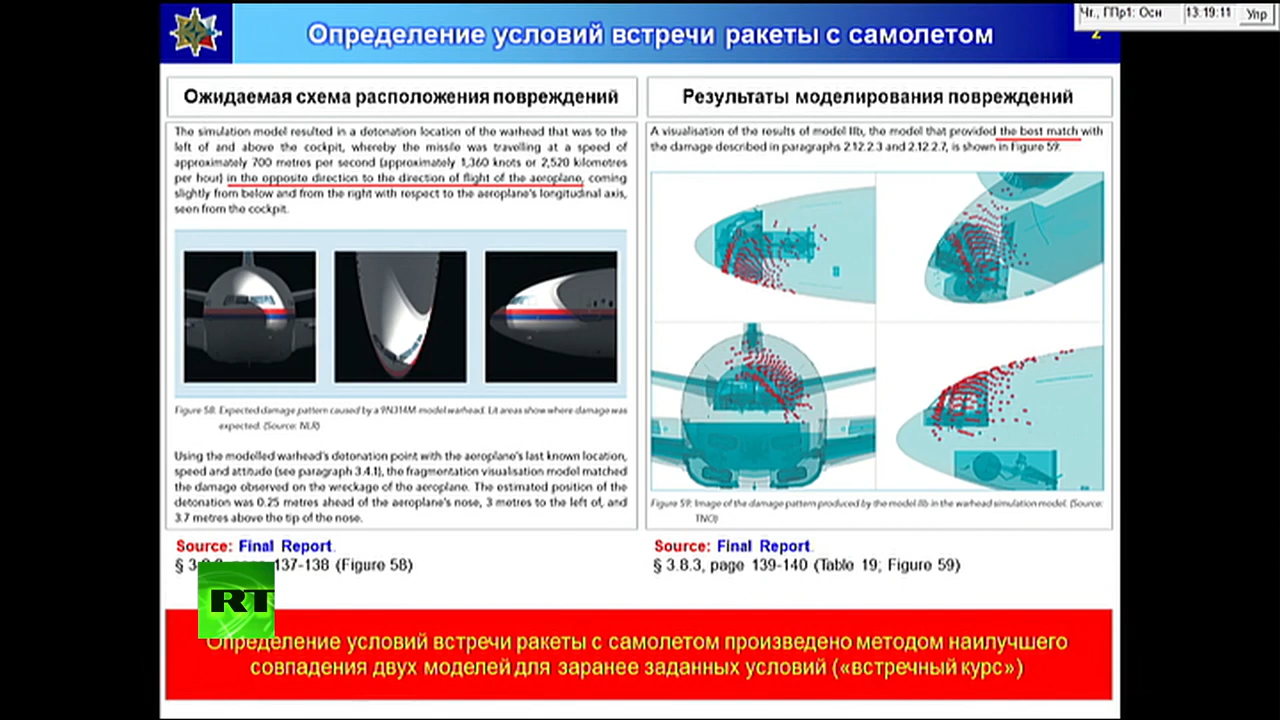 Чг., ГПр1: Осн 13:19:11 Упр
Определение условий встречи ракеты с самолетом
2
Ожидаемая схема расположения повреждений
The simulation model resulted in a detonation location of the warhead that was to the
left of and above the cockpit, whereby the missile was travelling at a speed of
approximately 700 metres per second (approximately 1,360 knots or 2,520 kilometres
per hour) in the opposite direction to the direction of flight of the aeroplane, coming
slightly from below and from the right with respect to the aeroplane's longitudinal axis,
seen from the cockpit.
Figure 58: Expected damage pattern caused by a 9N314M model warhead. Lit areas show where damage was
expected. (Source: NLR)
Using the modelled warhead's detonation point with the aeroplane's last known location,
speed and attitude (see paragraph 3.4.1), the fragmentation visualisation model matched
the damage observed on the wreckage of the aeroplane. The estimated position of the
detonation was 0.25 metres ahead of the aeroplane's nose, 3 metres to the left of, and
3.7 metres above the tip of the nose.
Source: Final Report.
§ 137-138 (Figure 58)
Результаты моделирования повреждений
A visualisation of the results of model IIb, the model that provided the best match with
the damage described in paragraphs 2.12.2.3 and 2.12.2.7, is shown in Figure 59.
Figure 59: Image of the damage pattern produced by the model IIb in the warhead simulation model. (Source:
TNO)
Source: Final Report.
§ 3.8.3, page 139-140 (Table 19; Figure 59)
RT
Определение условий встречи ракеты с самолетом произведено методом наилучшего
совпадения двух моделей для заранее заданных условий («встречный курс»)